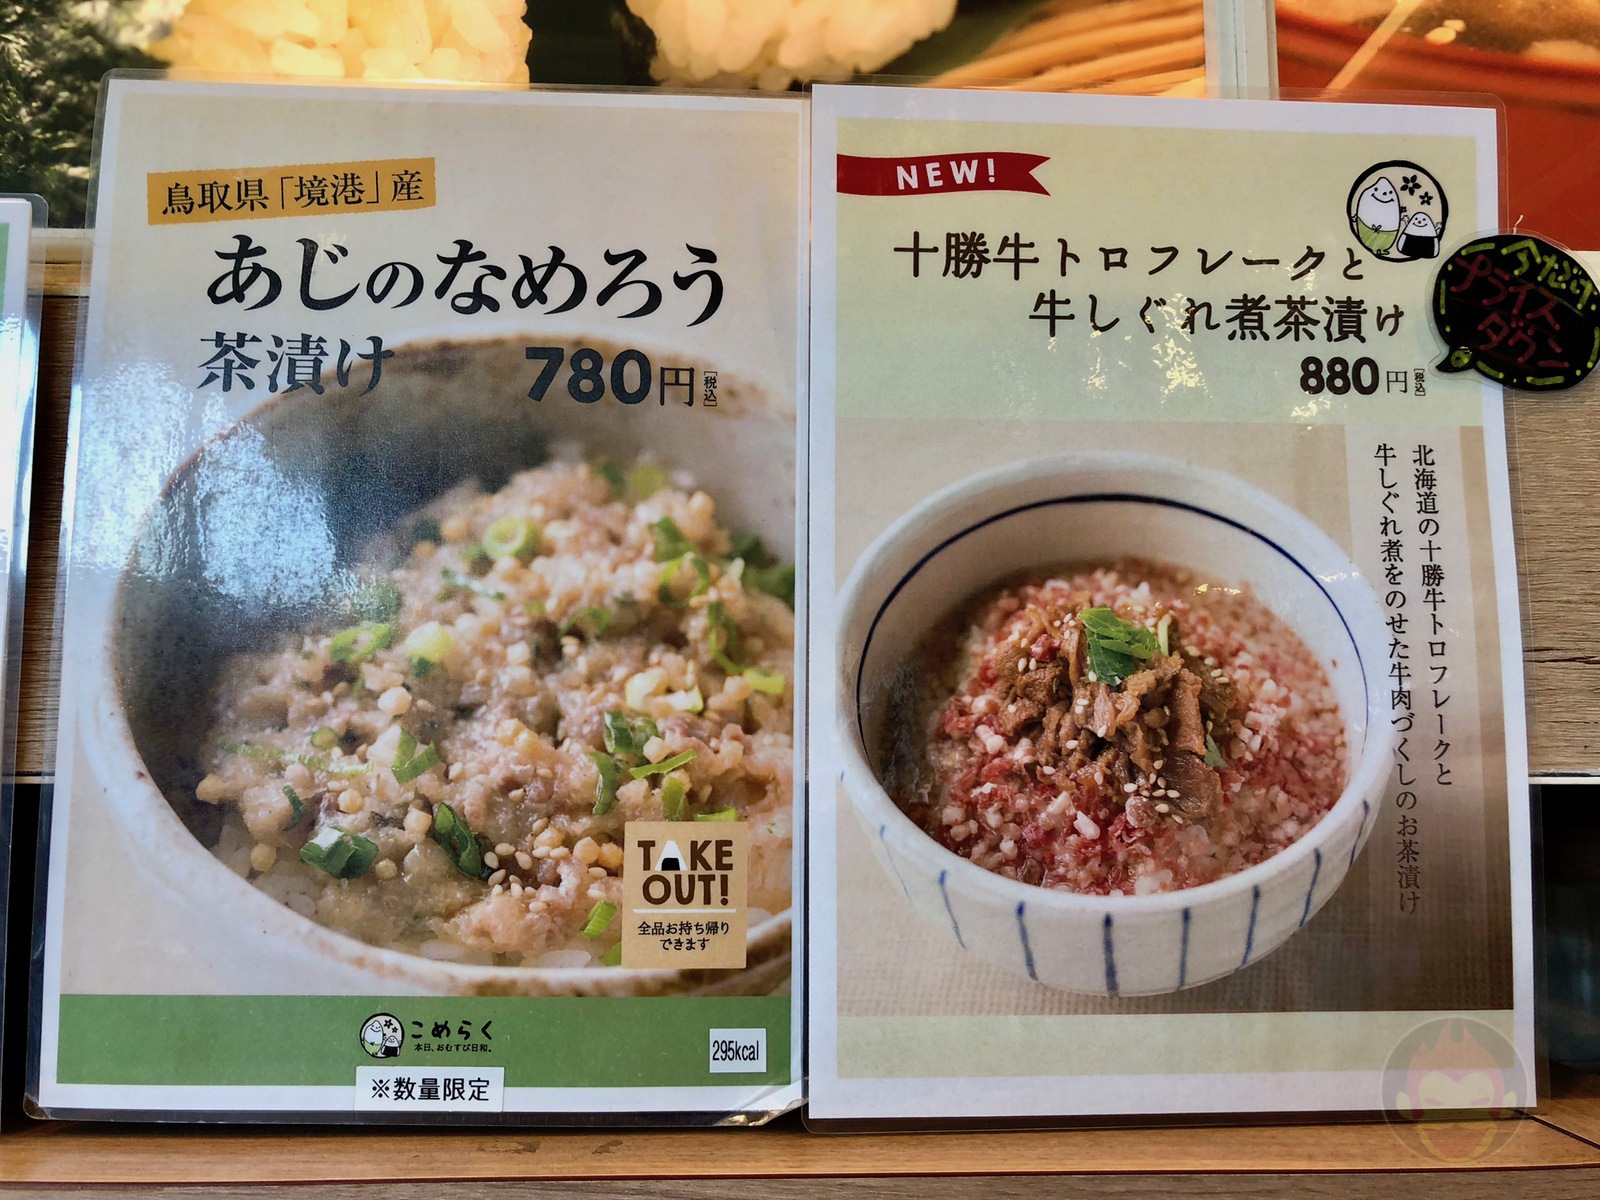 鳥取県「境港」産
あじのなめろう
茶漬け
780円[税込]
TAKE
OUT!
全品お持ち帰り
できます
こめらく
本日、おむすび日和。
295kcal
※数量限定
NEW!
十勝牛トロフレークと
牛しぐれ煮茶漬け
880円[税込]
今だけ
プライス
ダウン
北海道の十勝牛トロフレークと
牛しぐれ煮をのせた牛肉づくしのお茶漬け